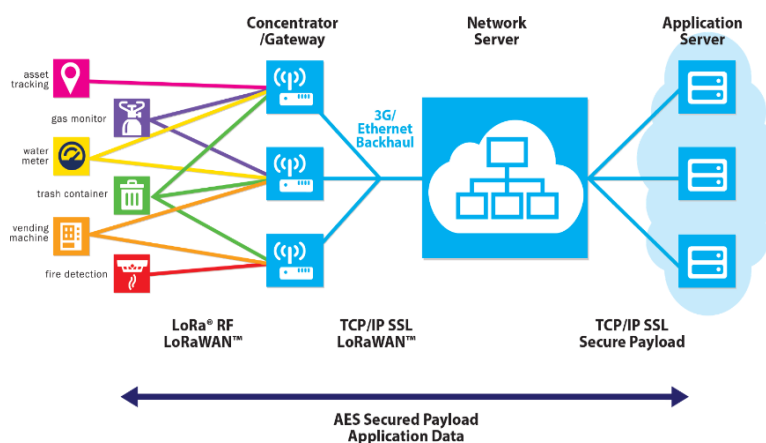 Concentrator
/Gateway
Network
Server
Application
Server
asset
tracking
gas monitor
water
meter
trash container
vending
machine
fire detection
3G/
Ethernet
Backhaul
LoRa® RF
LoRaWAN™
TCP/IP SSL
LoRaWAN™
TCP/IP SSL
Secure Payload
AES Secured Payload
Application Data